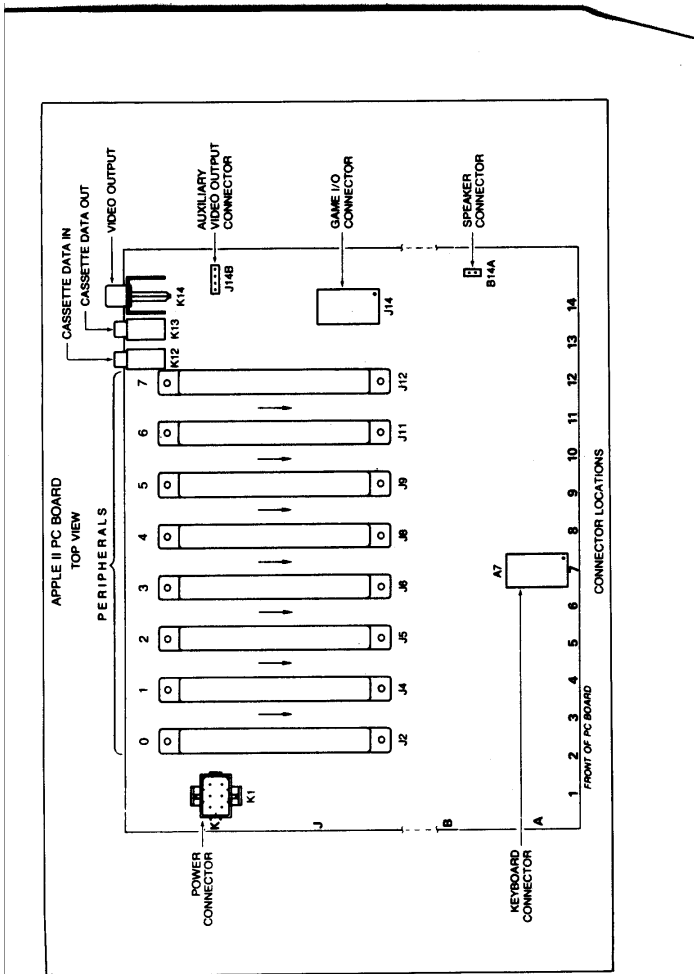 APPLE II PC BOARD
TOP VIEW
PERIPHERALS
CASSETTE DATA IN
CASSETTE DATA OUT
VIDEO OUTPUT
0
1
2
3
4
5
6
7
K12
K13
K14
AUXILIARY
VIDEO OUTPUT
CONNECTOR
J14B
GAME I/O
CONNECTOR
J14
SPEAKER
CONNECTOR
B14A
POWER
CONNECTOR
K
K1
J2
J4
J5
J6
J8
J9
J11
J12
J
B
A
KEYBOARD
CONNECTOR
A7
1
2
3
4
5
6
7
8
9
10
11
12
13
14
FRONT OF PC BOARD
CONNECTOR LOCATIONS